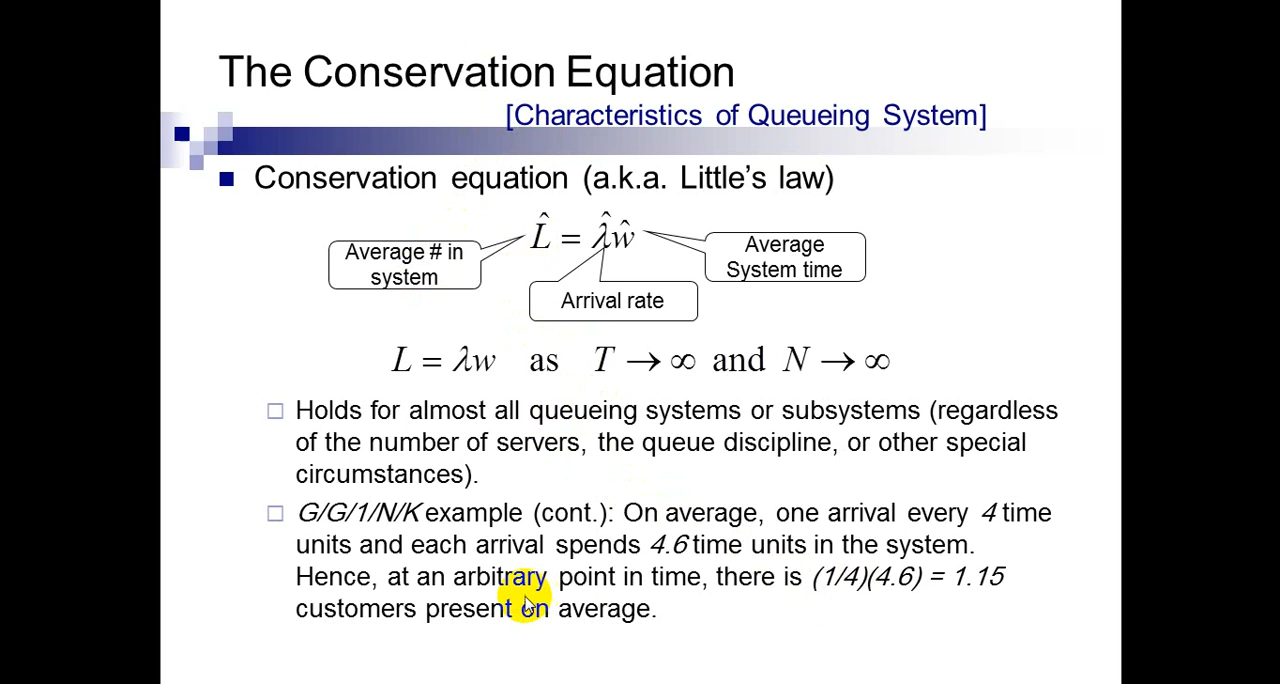 The Conservation Equation
[Characteristics of Queueing System]
Conservation equation (a.k.a. Little's law)
L̂ = λ̂ŵ
Average # in
system
Average
System time
Arrival rate
L = λw as T → ∞ and N → ∞
Holds for almost all queueing systems or subsystems (regardless
of the number of servers, the queue discipline, or other special
circumstances).
G/G/1/N/K example (cont.): On average, one arrival every 4 time
units and each arrival spends 4.6 time units in the system.
Hence, at an arbitrary point in time, there is (1/4)(4.6) = 1.15
customers present on average.